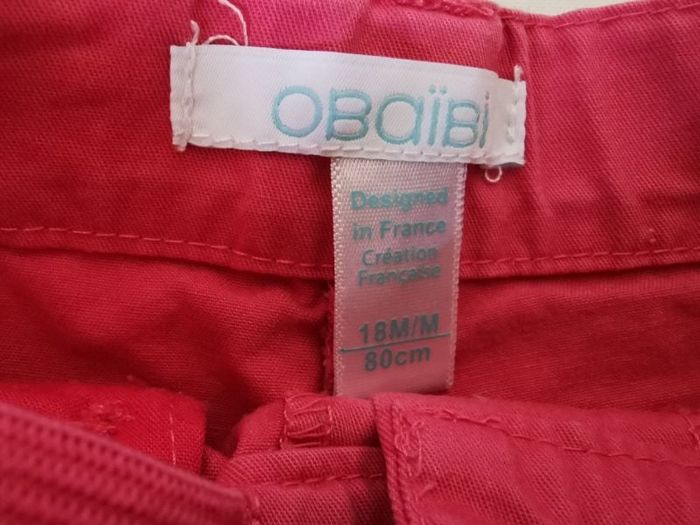 OBaïBi
Designed
in France
Création
Française
18M/M
80cm